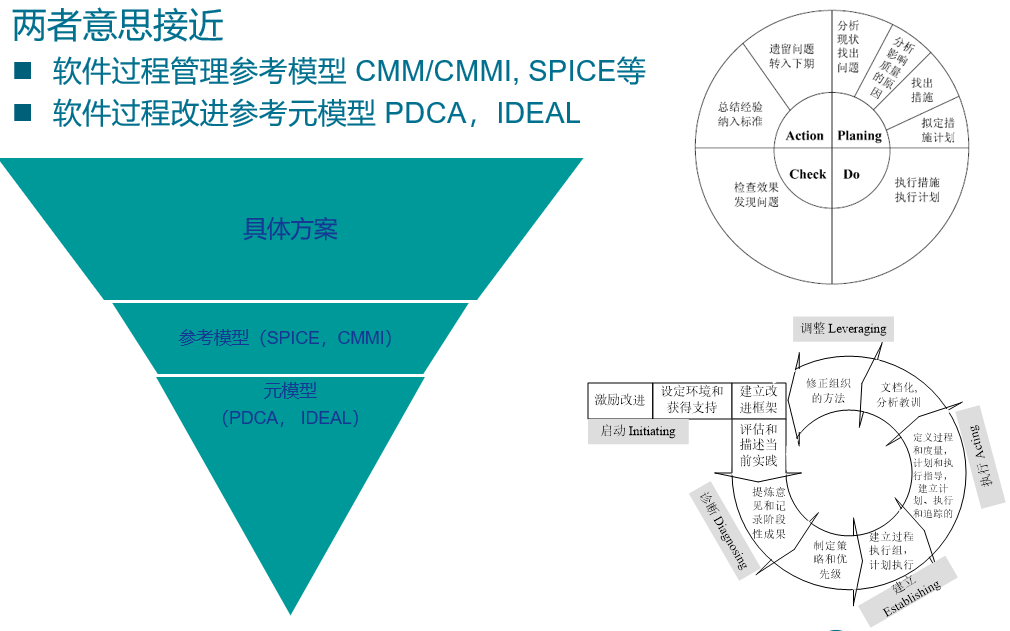 两者意思接近
软件过程管理参考模型 CMM/CMMI, SPICE等
软件过程改进参考元模型 PDCA，IDEAL
具体方案
参考模型（SPICE，CMMI）
元模型
（PDCA， IDEAL）
遗留问题
转入下期
分析
现状
找出
问题
分析
影响
质量
的原
因
找出
措施
拟定措
施计划
总结经验
纳入标准
Action
Planing
Check
Do
检查效果
发现问题
执行措施
执行计划
调整 Leveraging
激励改进
设定环境和
获得支持
建立改
进框架
启动 Initiating
评估和
描述当
前实践
诊断 Diagnosing
提炼意
见和记
录阶段
性成果
制定策
略和优
先级
建立
Establishing
建立过程
执行组，
计划执行
执行 Acting
定义过程
和度量，
计划和执
行指导，
建立计
划、执行
和追踪的
文档化，
分析教训
修正组织
的方法